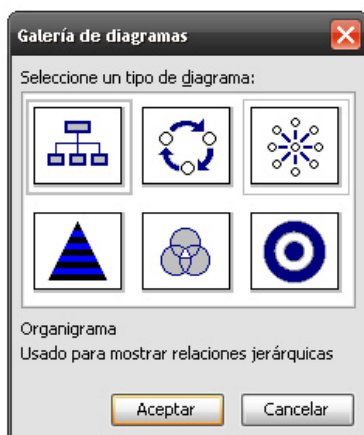 Galería de diagramas
Seleccione un tipo de diagrama:
Organigrama
Usado para mostrar relaciones jerárquicas
Aceptar
Cancelar